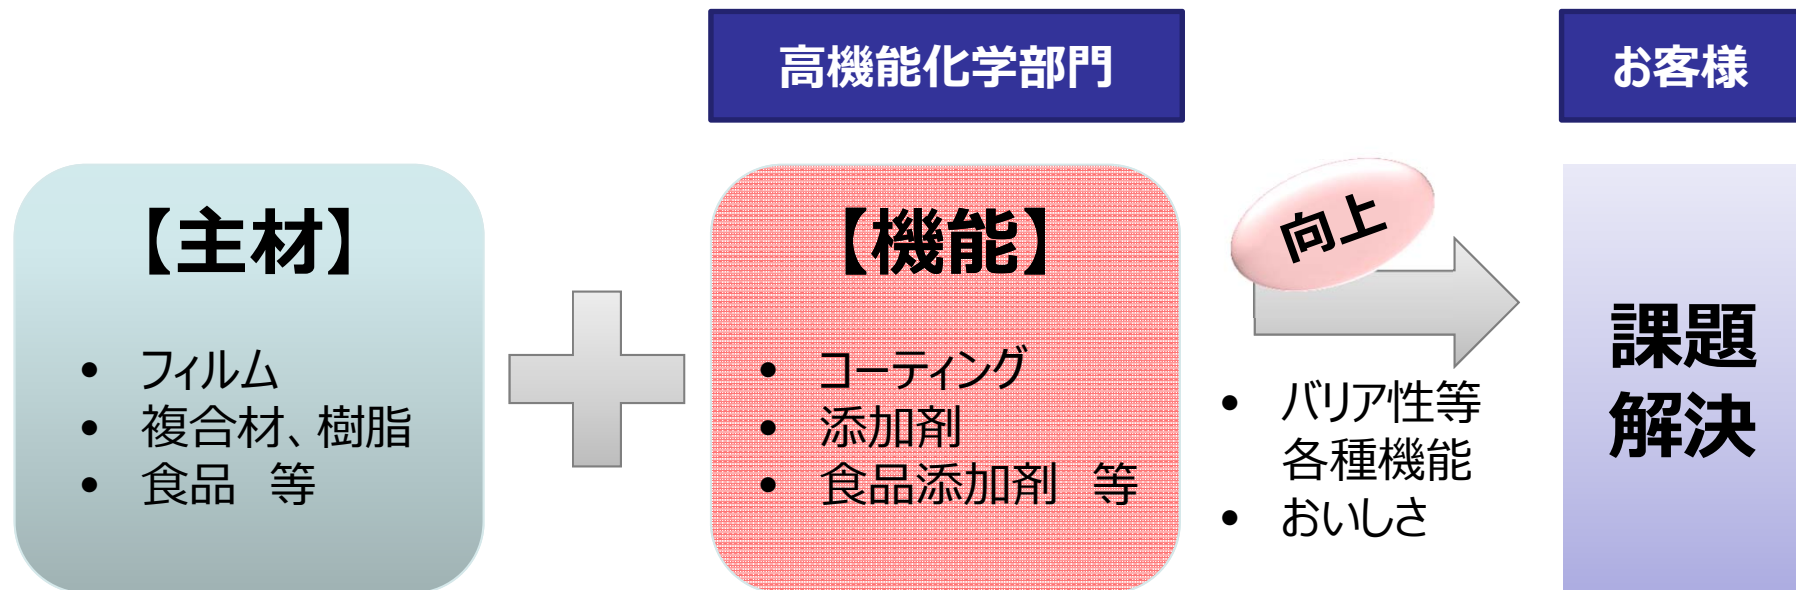 高機能化学部門
お客様
【主材】
• フィルム
• 複合材、樹脂
• 食品　等
【機能】
• コーティング
• 添加剤
• 食品添加剤　等
向上
• バリア性等
各種機能
• おいしさ
課題
解決